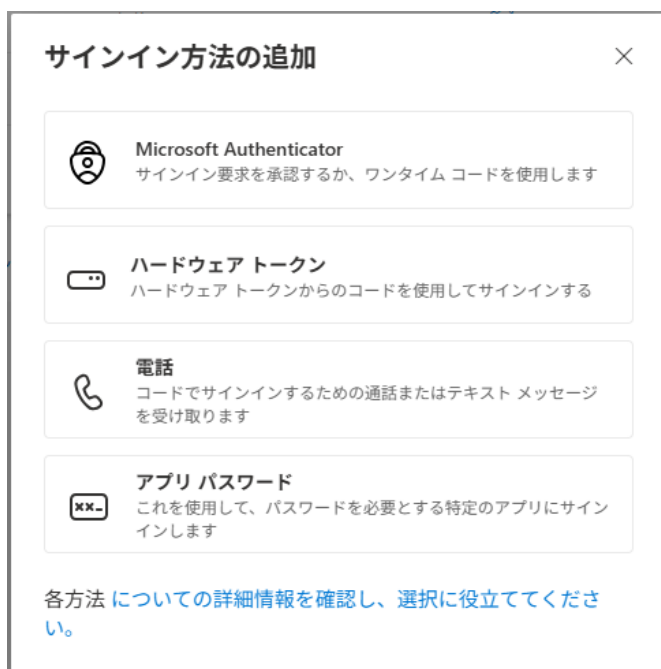 サインイン方法の追加
Microsoft Authenticator
サインイン要求を承認するか、ワンタイム コードを使用します
ハードウェア トークン
ハードウェア トークンからのコードを使用してサインインする
電話
コードでサインインするための通話またはテキスト メッセージ
を受け取ります
アプリ パスワード
これを使用して、パスワードを必要とする特定のアプリにサイン
インします
各方法 についての詳細情報を確認し、選択に役立ててくださ
い。